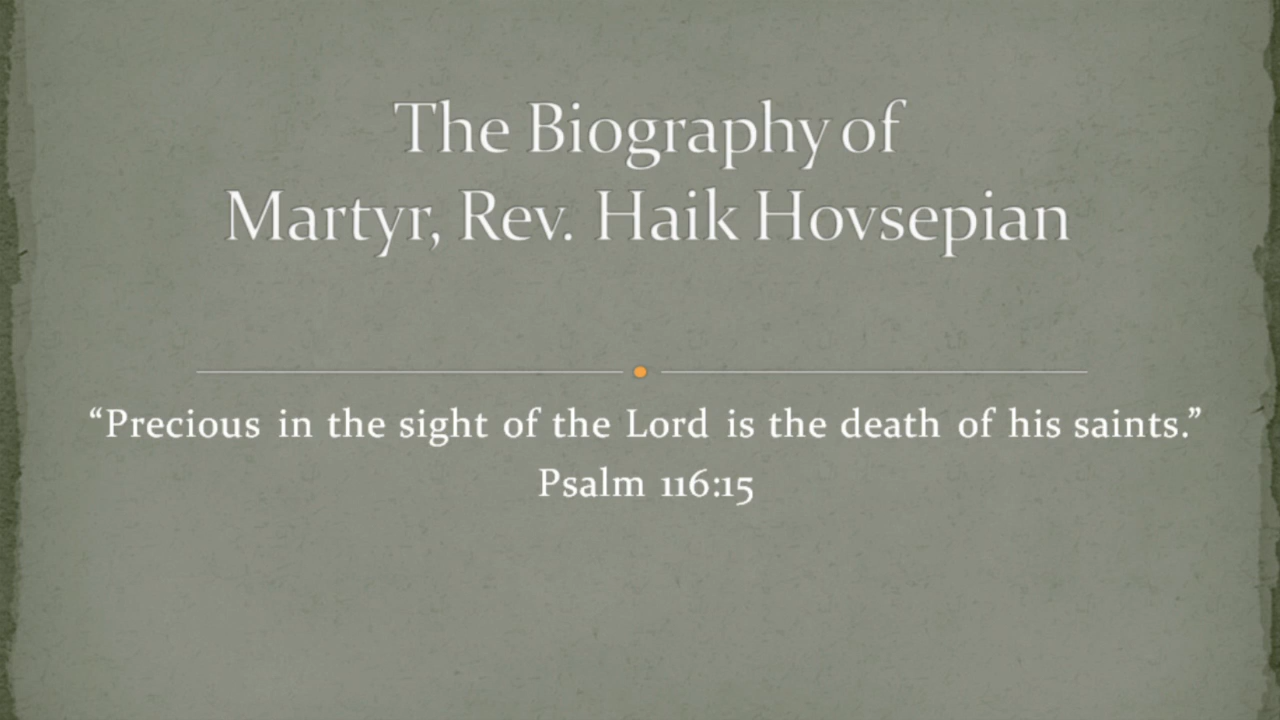 The Biography of
Martyr, Rev. Haik Hovsepian
“Precious in the sight of the Lord is the death of his saints.”
Psalm 116:15